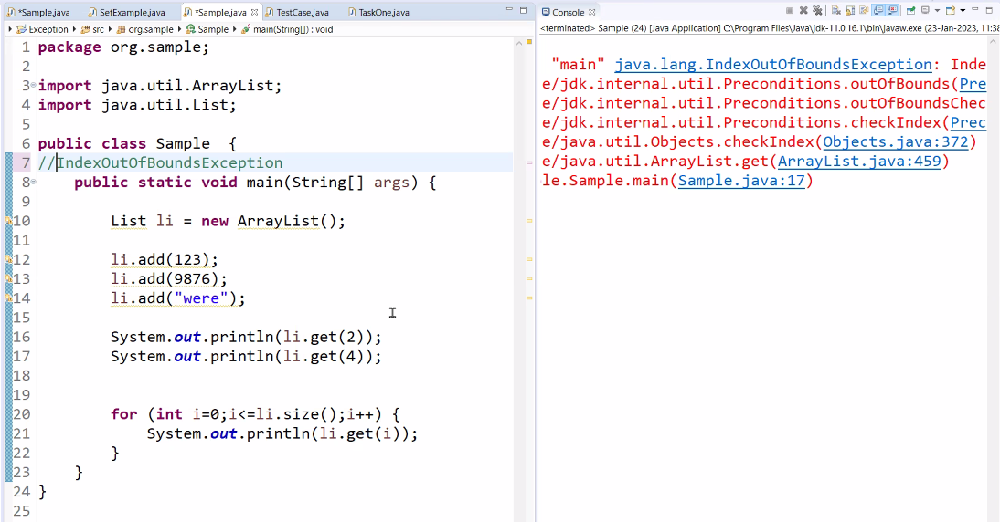 *Sample.java SetExample.java *Sample.java TestCase.java TaskOne.java
Exception src org.sample Sample main(String[]) : void
1 package org.sample;
2
3 import java.util.ArrayList;
4 import java.util.List;
5
6 public class Sample  {
7 //IndexOutOfBoundsException
8     public static void main(String[] args) {
9
10         List li = new ArrayList();
11
12         li.add(123);
13         li.add(9876);
14         li.add("were");
15
16         System.out.println(li.get(2));
17         System.out.println(li.get(4));
18
19
20         for (int i=0;i<=li.size();i++) {
21             System.out.println(li.get(i));
22         }
23     }
24 }
25
Console
<terminated> Sample (24) [Java Application] C:\Program Files\Java\jdk-11.0.16.1\bin\javaw.exe (23-Jan-2023, 11:38
"main" java.lang.IndexOutOfBoundsException: Inde
e/jdk.internal.util.Preconditions.outOfBounds(Pre
e/jdk.internal.util.Preconditions.outOfBoundsChec
e/jdk.internal.util.Preconditions.checkIndex(Prec
e/java.util.Objects.checkIndex(Objects.java:372)
e/java.util.ArrayList.get(ArrayList.java:459)
le.Sample.main(Sample.java:17)